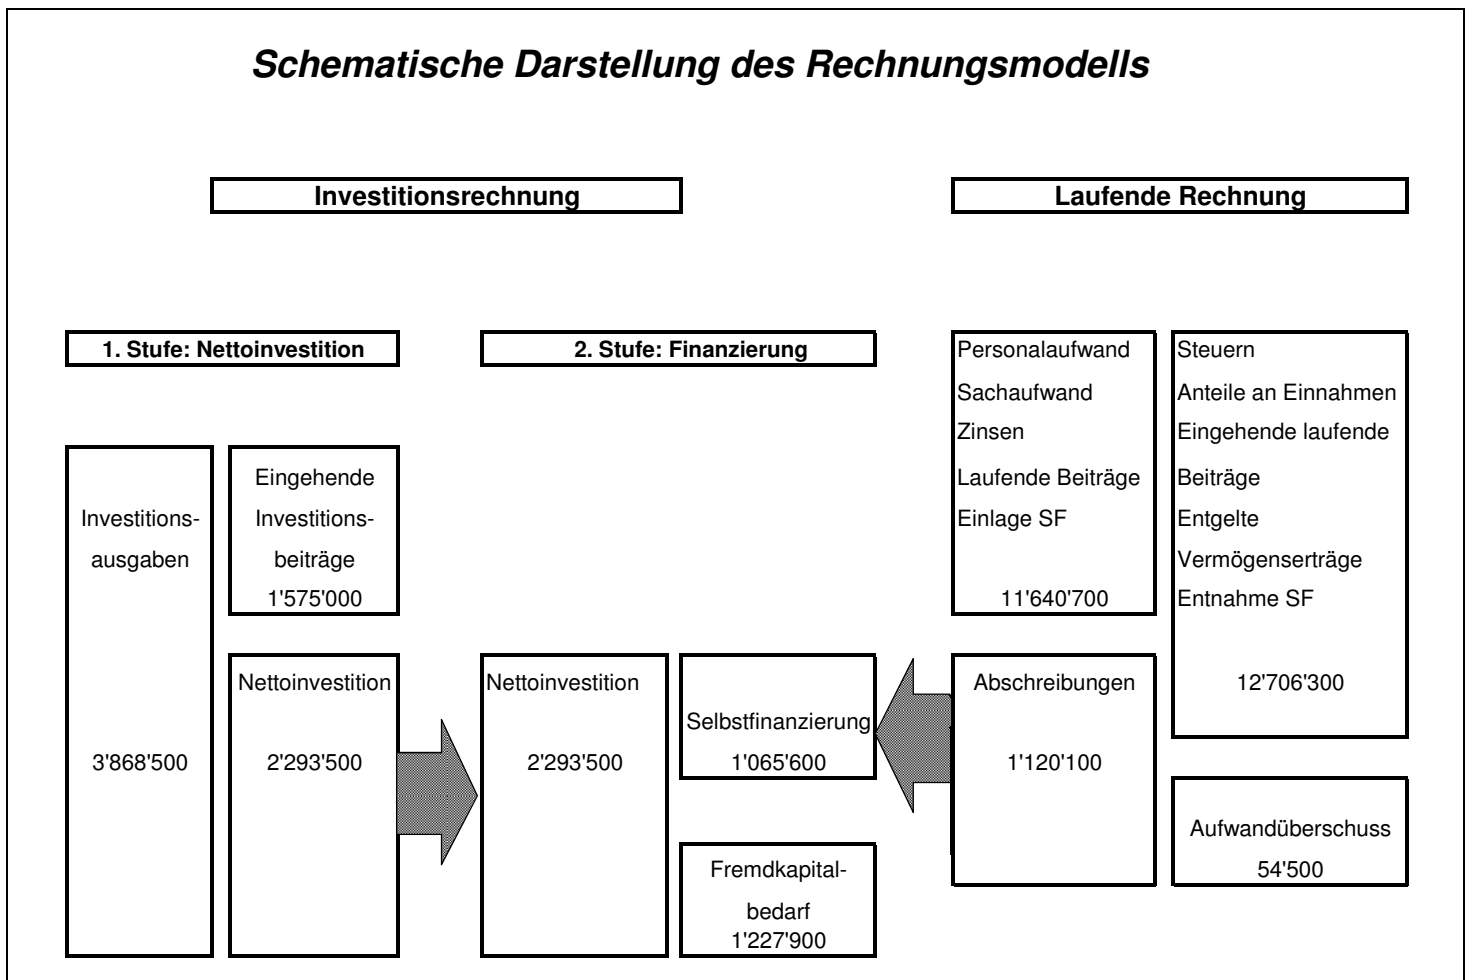 Schematische Darstellung des Rechnungsmodells
Investitionsrechnung
Laufende Rechnung
1. Stufe: Nettoinvestition
2. Stufe: Finanzierung
Investitions-
ausgaben
3'868'500
Eingehende
Investitions-
beiträge
1'575'000
Nettoinvestition
2'293'500
Nettoinvestition
2'293'500
Selbstfinanzierung
1'065'600
Fremdkapital-
bedarf
1'227'900
Personalaufwand
Sachaufwand
Zinsen
Laufende Beiträge
Einlage SF
11'640'700
Abschreibungen
1'120'100
Steuern
Anteile an Einnahmen
Eingehende laufende
Beiträge
Entgelte
Vermögenserträge
Entnahme SF
12'706'300
Aufwandüberschuss
54'500